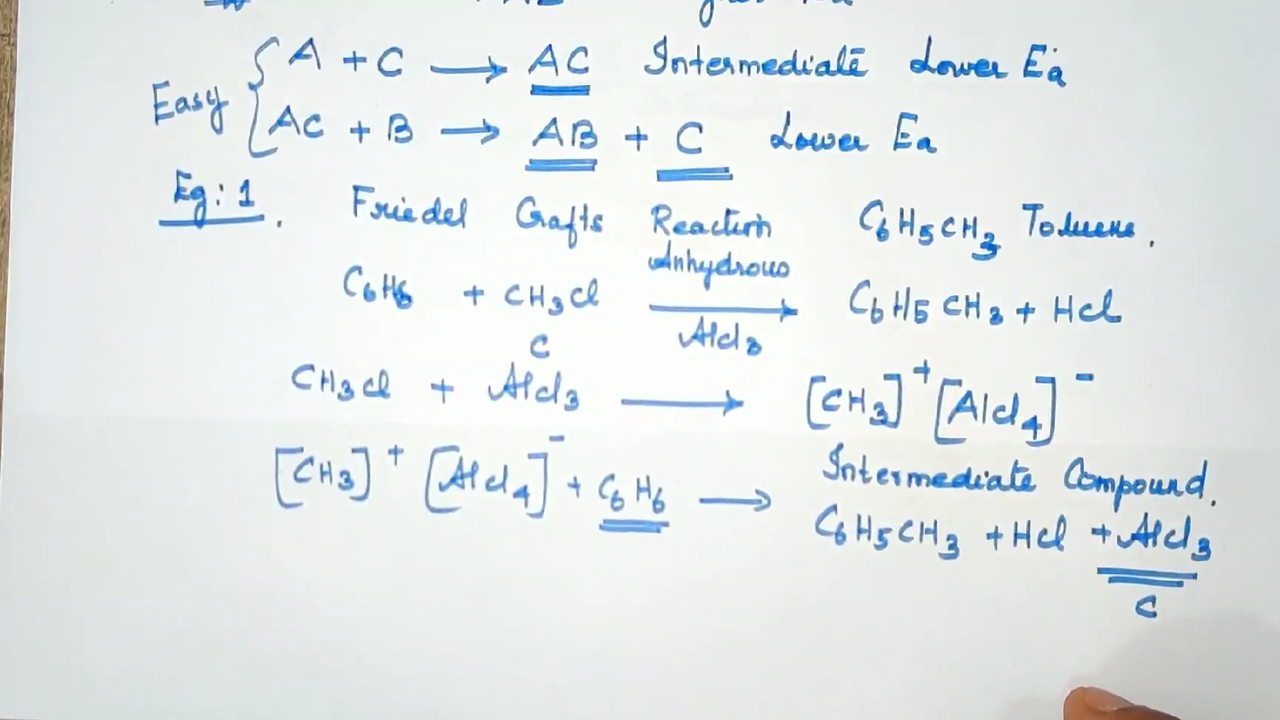 A + C ⟶ AC Intermediate Lower Ea
Easy
AC + B ⟶ AB + C Lower Ea
Eg: 1. Friedel Crafts Reaction C6H5CH3 Toluene.
Anhydrous
C6H6 + CH3Cl ⟶ C6H5CH3 + HCl
AlCl3
C
CH3Cl + AlCl3 ⟶ [CH3]+ [AlCl4]-
Intermediate Compound.
[CH3]+ [AlCl4]- + C6H6 ⟶ C6H5CH3 + HCl + AlCl3
C